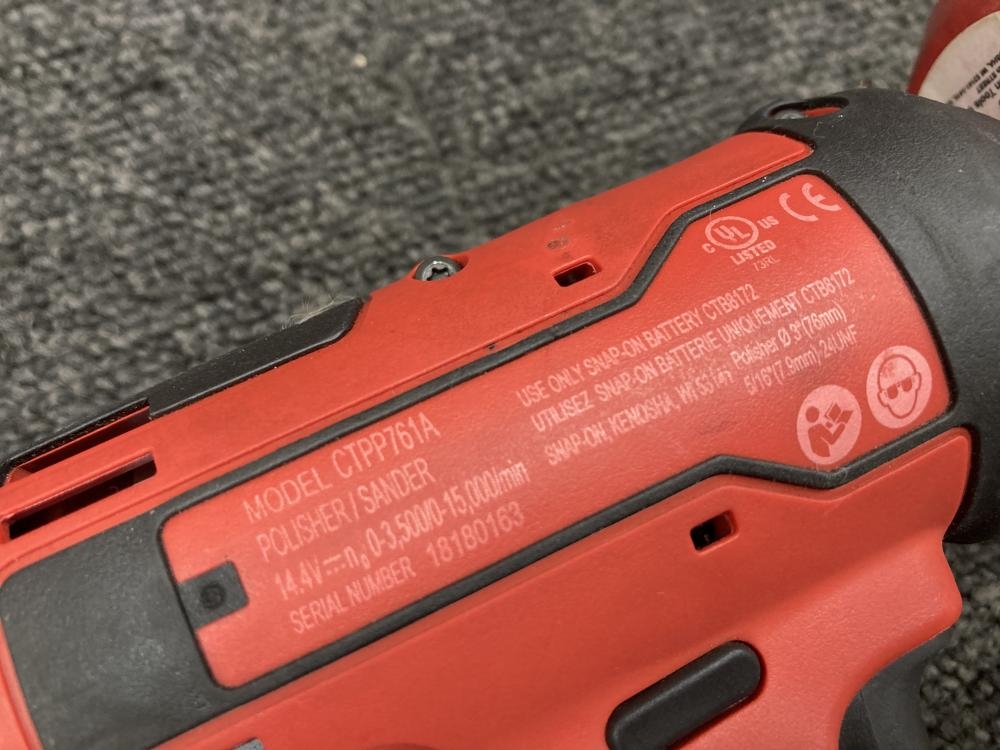 MODEL CTPP761A
POLISHER / SANDER
14.4V⎓n₀ 0-3,500/0-15,000/min
SERIAL NUMBER 18180163
C UL US
LISTED
73RL
CE
USE ONLY SNAP-ON BATTERY CTB8172
UTILISEZ SNAP-ON BATTERIE UNIQUEMENT CTB8172
SNAP-ON, KENOSHA, WI Polisher Ø 3"(76mm)
5/16"(7.9mm)-24UNF